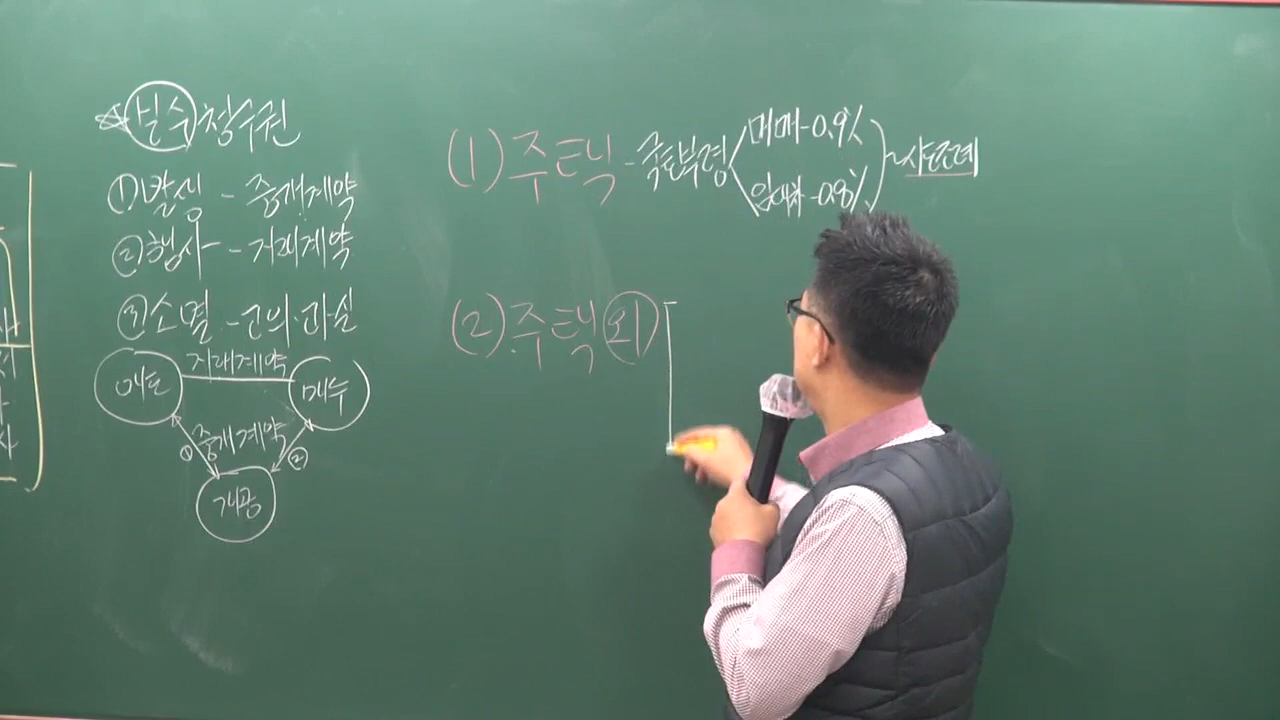 ☆보수청구권
①발생 - 중개계약
②행사 - 거래계약
③소멸 - 고의·과실
거래계약
매도
매수
중개계약
①
②
개공
(1) 주택 - 국토부령
매매 - 0.9%
임대차
~시·도조례
(2) 주택 외